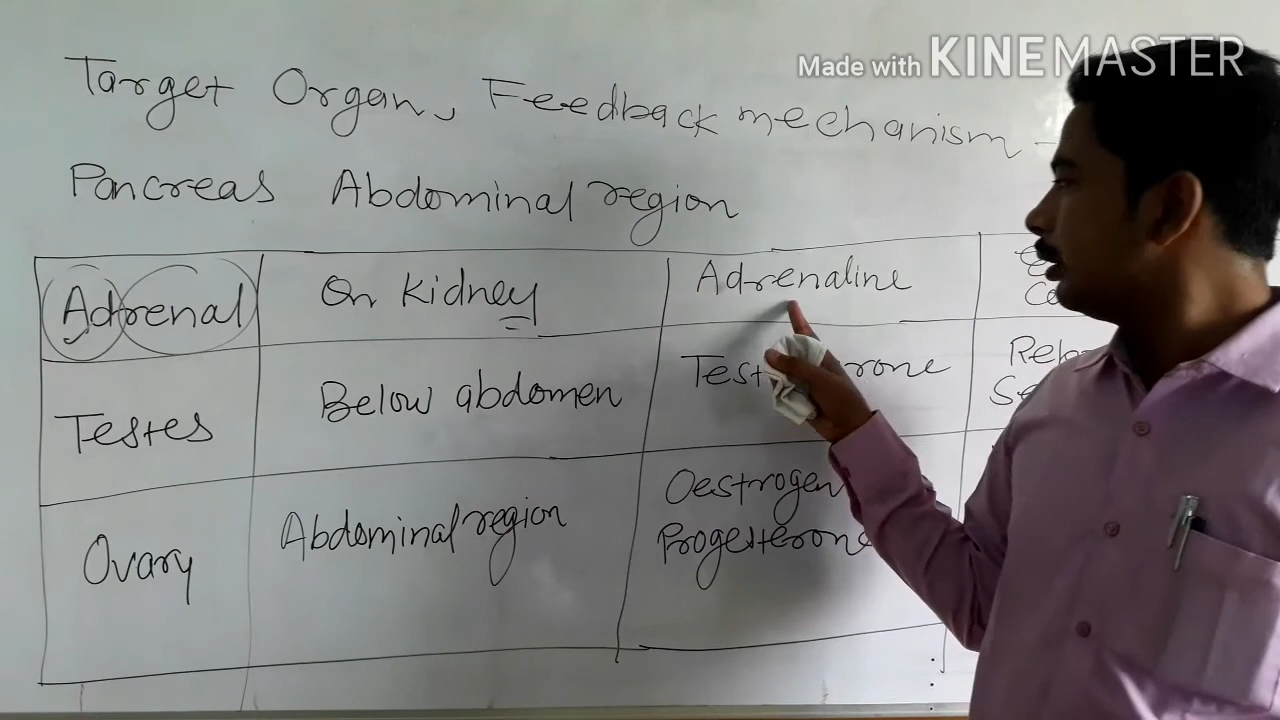 Made with KINEMASTER
Target Organ, Feedback mechanism -
Pancreas Abdominal region
Adrenal On Kidney Adrenaline
Testes Below abdomen
Ovary Abdominal region Oestrogen
Progesterone